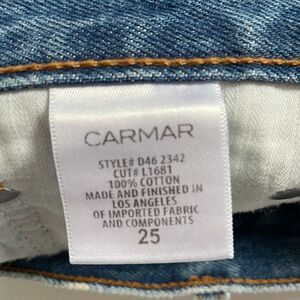 CARMAR
STYLE# D46 2342
CUT# L1681
100% COTTON
MADE AND FINISHED IN
LOS ANGELES
OF IMPORTED FABRIC
AND COMPONENTS
25